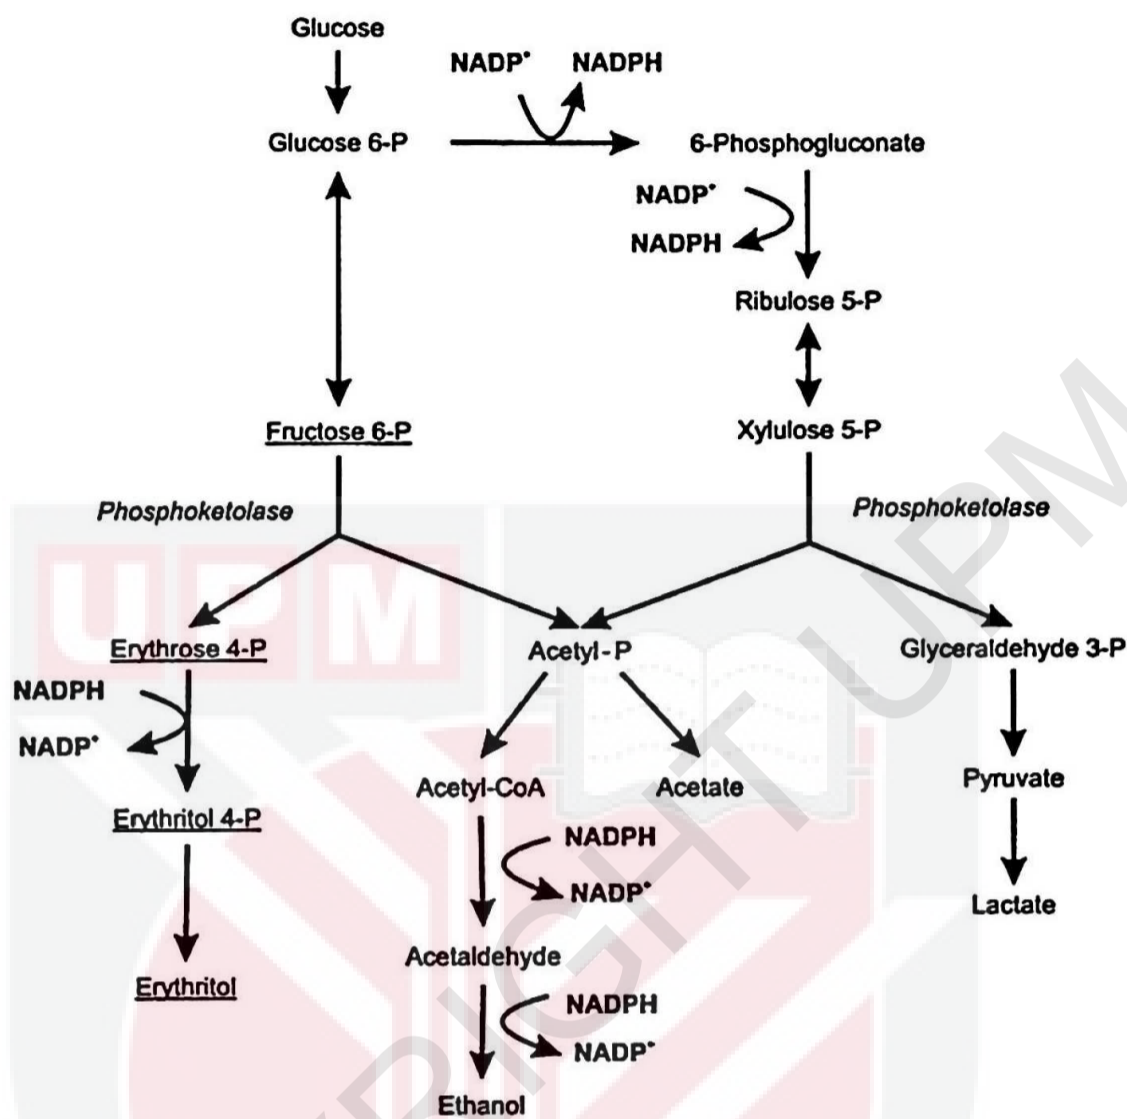 Glucose
NADP⁺ NADPH
Glucose 6-P 6-Phosphogluconate
NADP⁺
NADPH
Ribulose 5-P
Fructose 6-P Xylulose 5-P
Phosphoketolase Phosphoketolase
UPM
Erythrose 4-P Acetyl-P Glyceraldehyde 3-P
NADPH
NADP⁺
Acetyl-CoA Acetate Pyruvate
Erythritol 4-P
NADPH
NADP⁺
Lactate
Acetaldehyde
Erythritol
NADPH
NADP⁺
Ethanol
PYRIGHT UPM